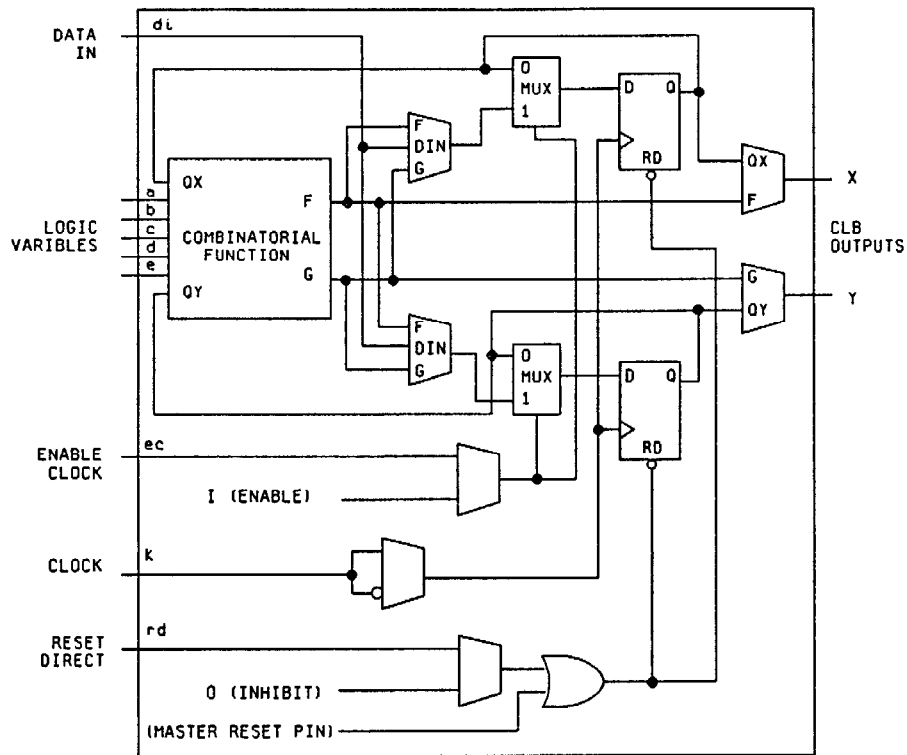 DATA IN
di
0
MUX
1
D
Q
RD
F
DIN
G
QX
F
X
QX
a
b
c
d
e
LOGIC
VARIBLES
COMBINATORIAL
FUNCTION
F
G
QY
CLB
OUTPUTS
G
QY
Y
F
DIN
G
0
MUX
1
D
Q
RD
ENABLE
CLOCK
ec
I (ENABLE)
CLOCK
k
RESET
DIRECT
rd
0 (INHIBIT)
(MASTER RESET PIN)